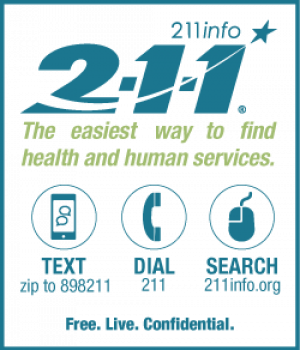 211info
2-1-1®
The easiest way to find
health and human services.
TEXT
zip to 898211
DIAL
211
SEARCH
211info.org
Free. Live. Confidential.